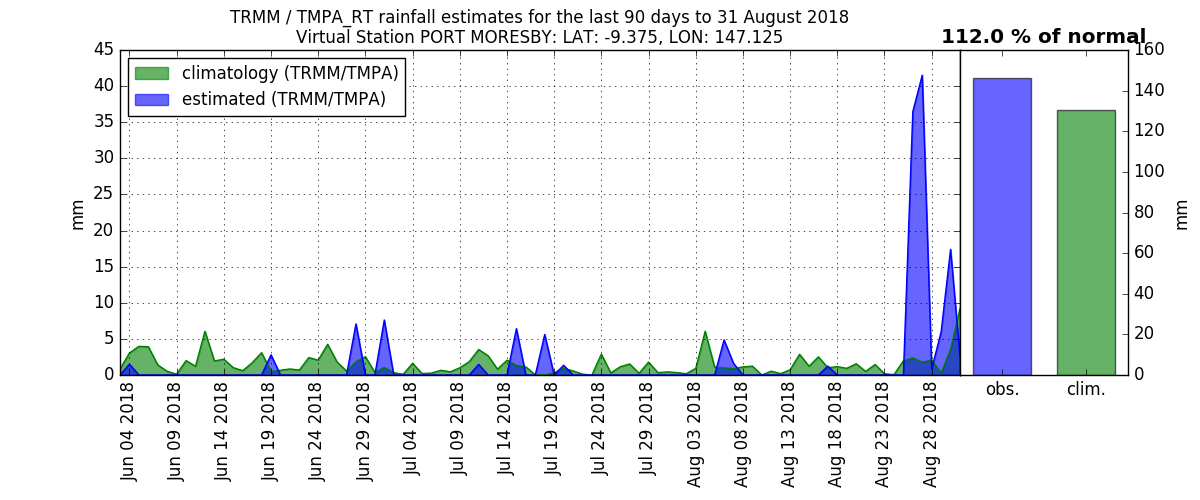 TRMM / TMPA_RT rainfall estimates for the last 90 days to 31 August 2018
Virtual Station PORT MORESBY: LAT: -9.375, LON: 147.125
112.0 % of normal
climatology (TRMM/TMPA)
estimated (TRMM/TMPA)
mm
45
40
35
30
25
20
15
10
5
0
Jun 04 2018
Jun 09 2018
Jun 14 2018
Jun 19 2018
Jun 24 2018
Jun 29 2018
Jul 04 2018
Jul 09 2018
Jul 14 2018
Jul 19 2018
Jul 24 2018
Jul 29 2018
Aug 03 2018
Aug 08 2018
Aug 13 2018
Aug 18 2018
Aug 23 2018
Aug 28 2018
obs.
clim.
160
140
120
100
80
60
40
20
0
mm